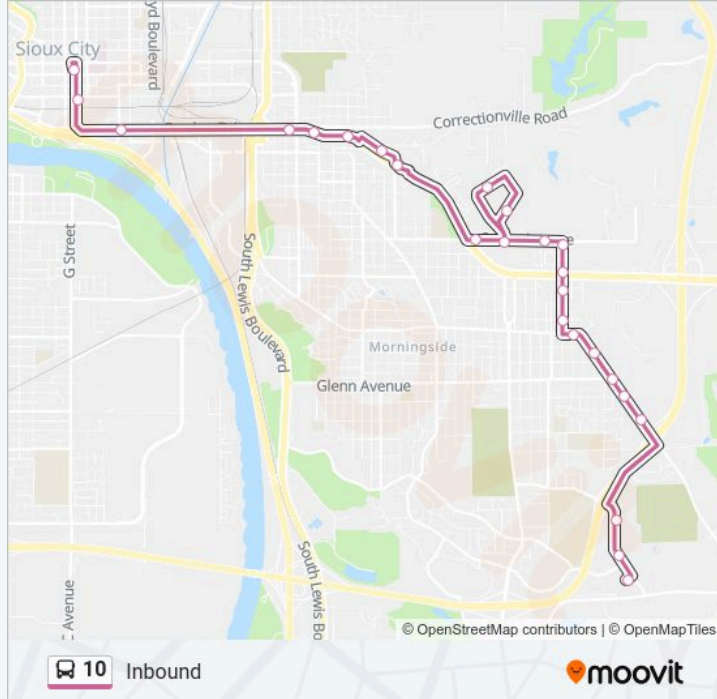 Sioux City
yd Boulevard
Correctionville Road
G Street
South Lewis Boulevard
Morningside
Glenn Avenue
South Lewis Bo
C Avenue
© OpenStreetMap contributors | © OpenMapTiles
10 Inbound
moovit